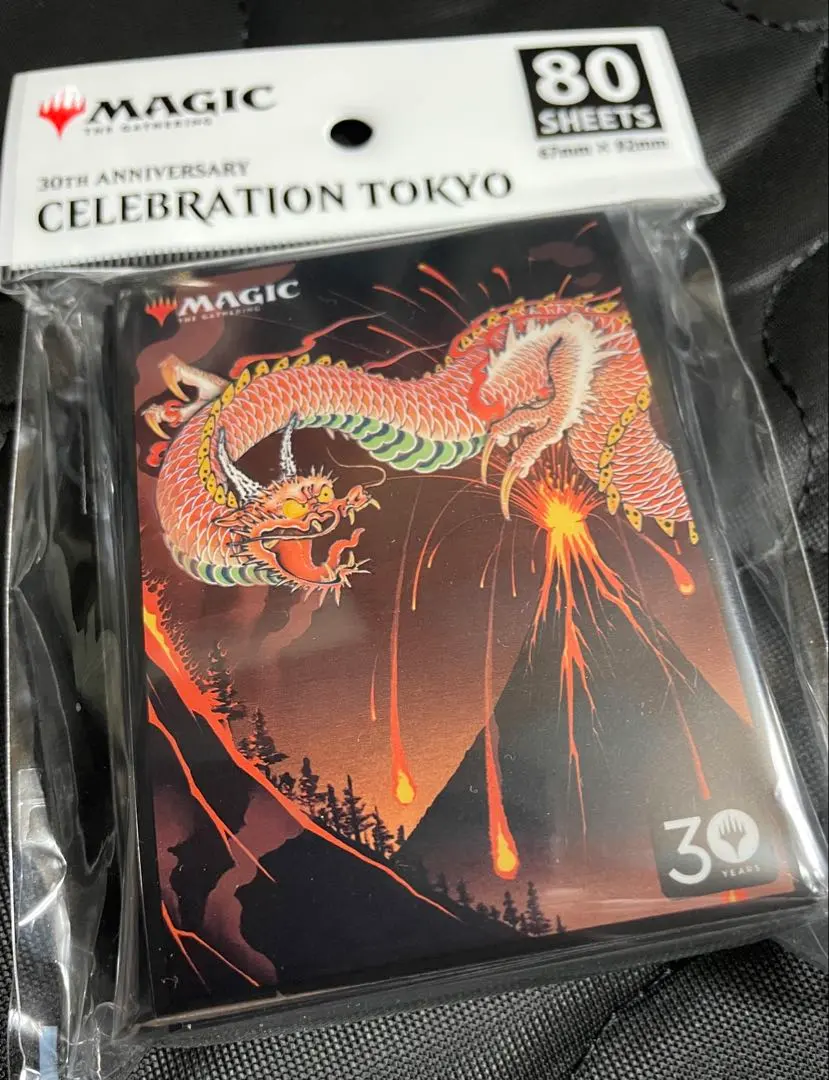 MAGIC
THE GATHERING
80
SHEETS
67mm × 92mm
30TH ANNIVERSARY
CELEBRATION TOKYO
MAGIC
THE GATHERING
30
YEARS